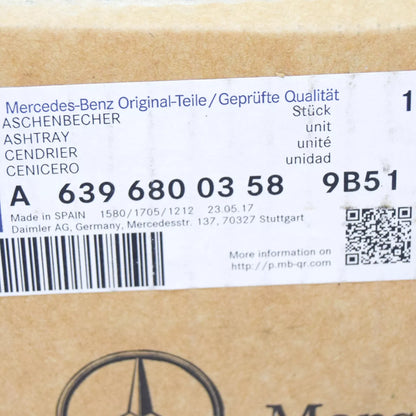 Mercedes-Benz Original-Teile/Geprüfte Qualität
ASCHENBECHER Stück 1
ASHTRAY unit
CENDRIER unité
CENICERO unidad
A 639 680 03 58 9B51
Made in SPAIN 1580/1705/1212 23.05.17
Daimler AG, Germany, Mercedesstr. 137, 70327 Stuttgart
More information on
http://p.mb-qr.com